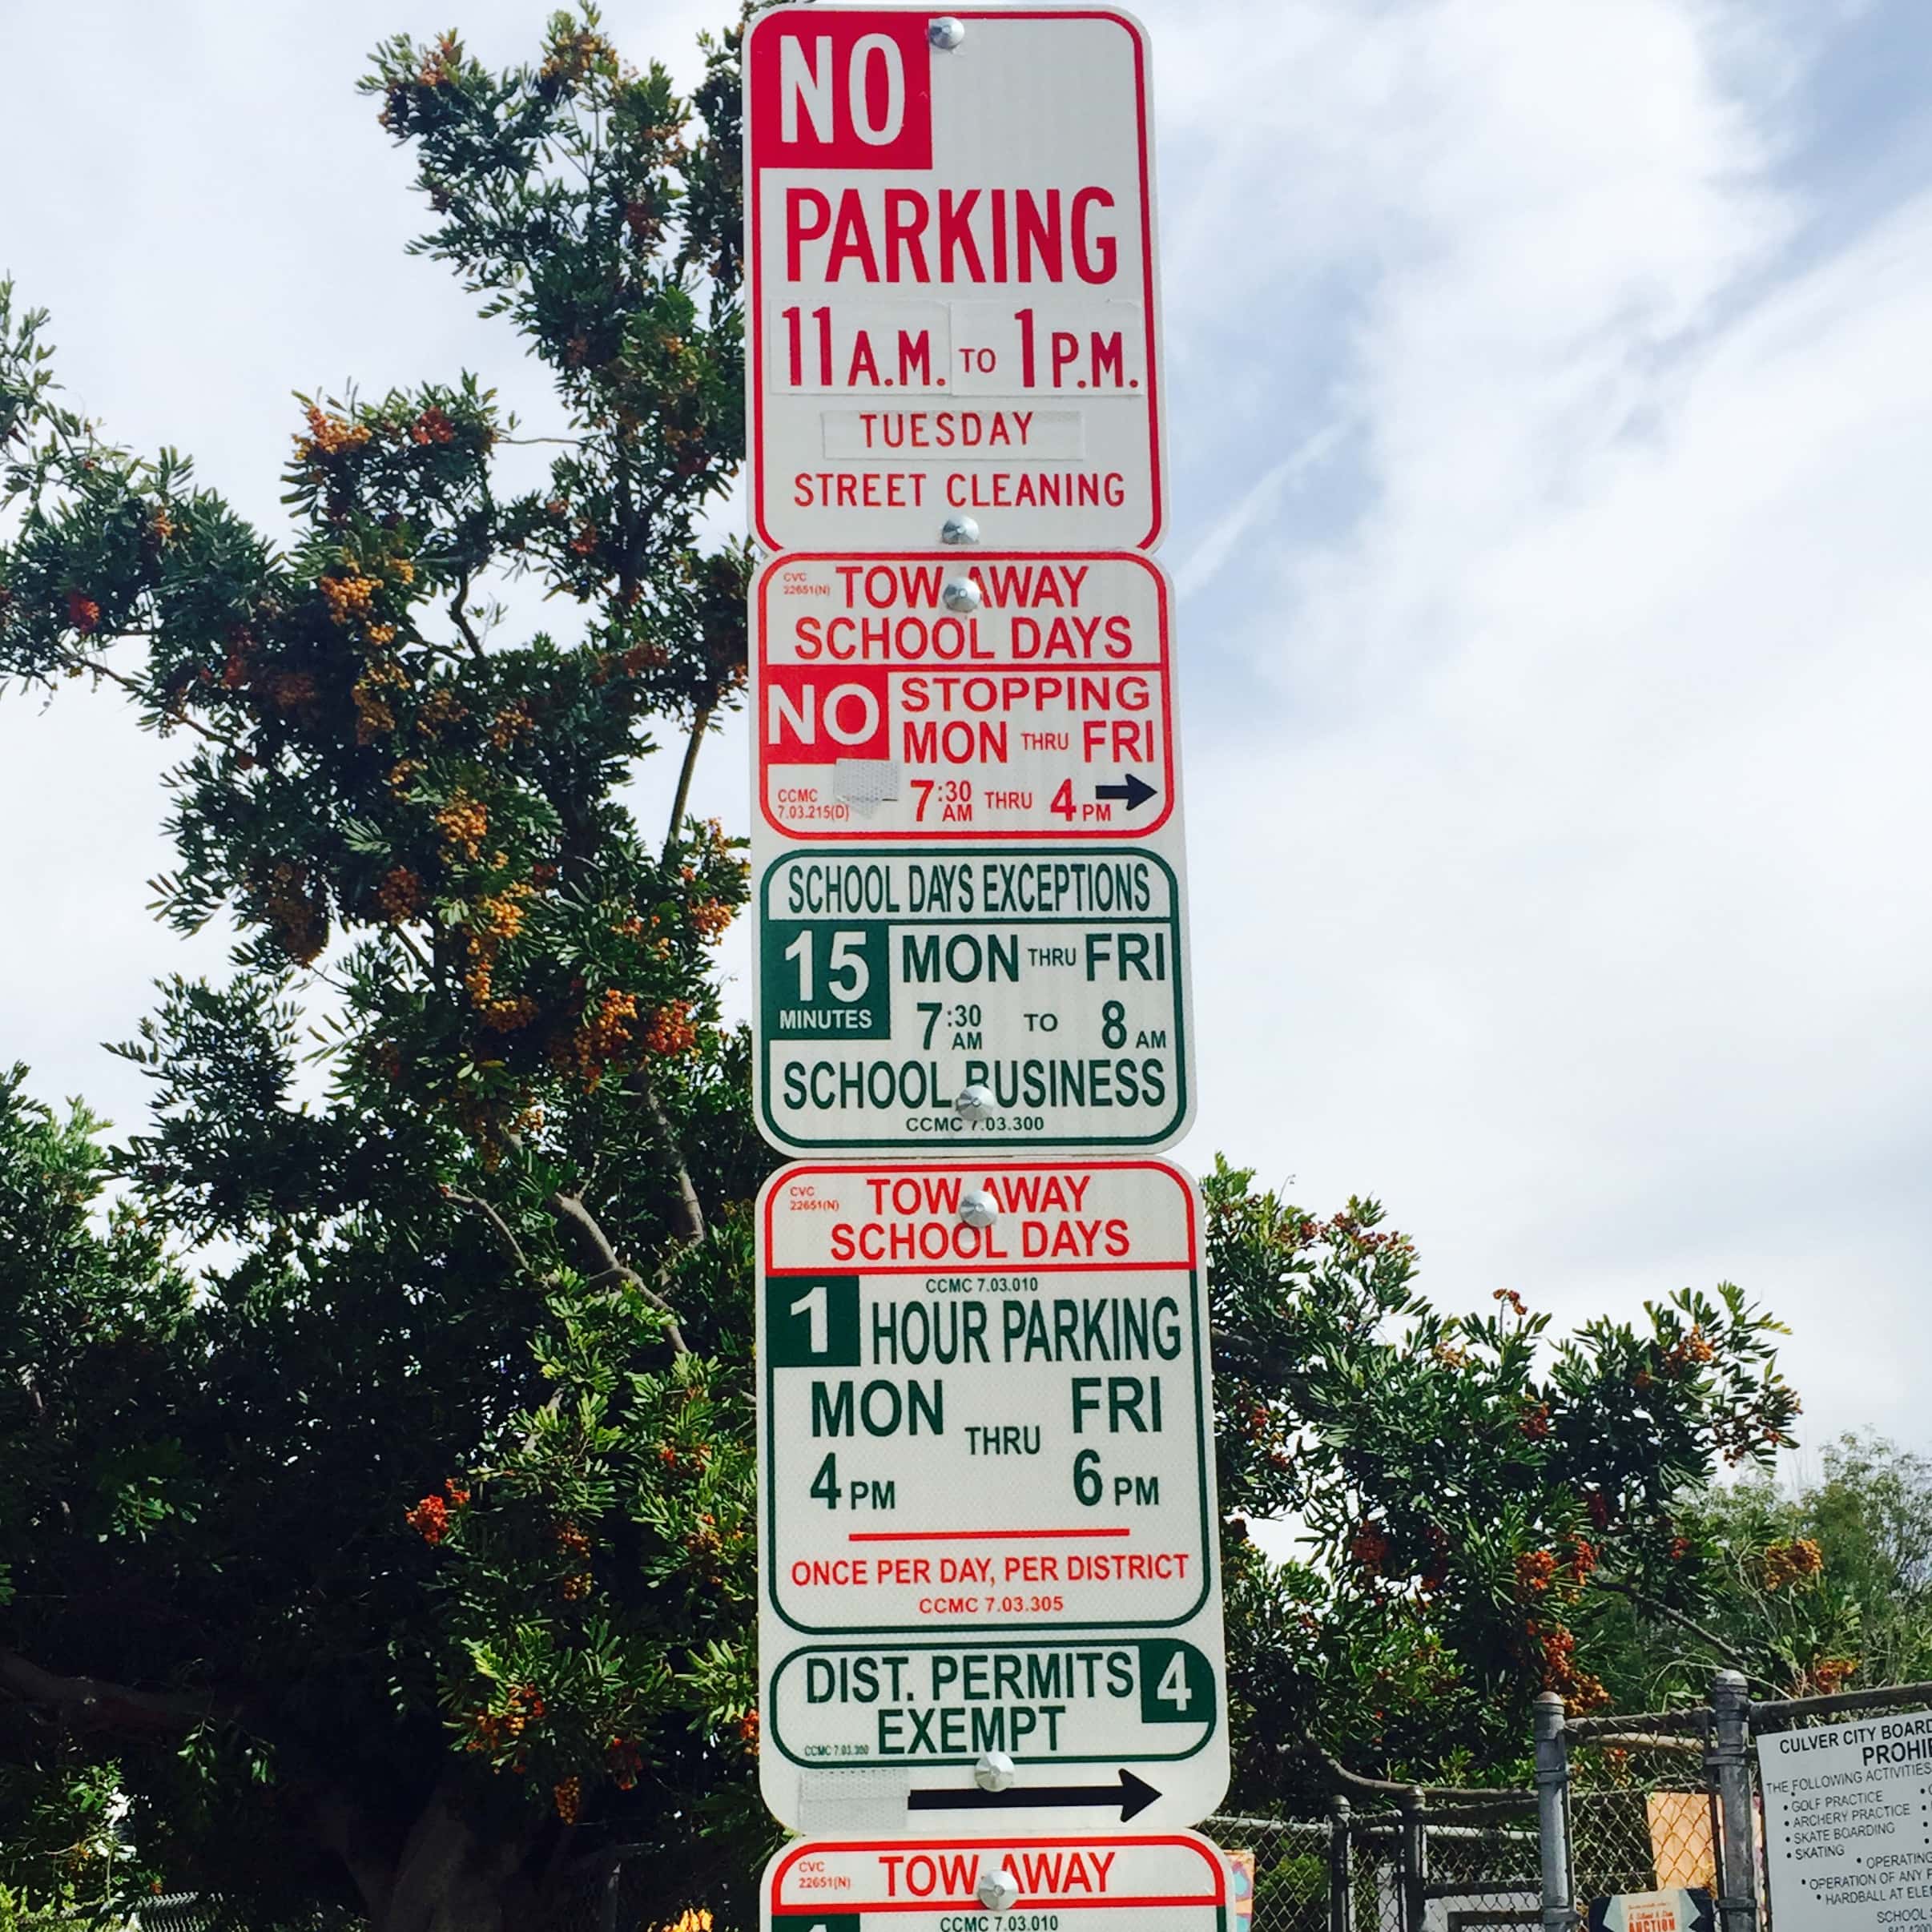 NO
PARKING
11 A.M. TO 1 P.M.
TUESDAY
STREET CLEANING
CVC
22651(N)
TOW AWAY
SCHOOL DAYS
NO STOPPING
MON THRU FRI
7:30 AM THRU 4 PM
CCMC
7.03.215(D)
SCHOOL DAYS EXCEPTIONS
15 MINUTES
MON THRU FRI
7:30 AM TO 8 AM
SCHOOL BUSINESS
CCMC 7.03.300
CVC
22651(N)
TOW AWAY
SCHOOL DAYS
CCMC 7.03.010
1 HOUR PARKING
MON THRU FRI
4 PM 6 PM
ONCE PER DAY, PER DISTRICT
CCMC 7.03.305
DIST. PERMITS 4
EXEMPT
CCMC 7.03.300
CVC
22651(N)
TOW AWAY
CCMC 7.03.010
CULVER CITY BOARD
PROHI
THE FOLLOWING ACTIVITIES
• GOLF PRACTICE
• ARCHERY PRACTICE
• SKATE BOARDING
• SKATING
• OPERATING
• OPERATION OF ANY
• HARDBALL AT
SCHOOL
AUCTION